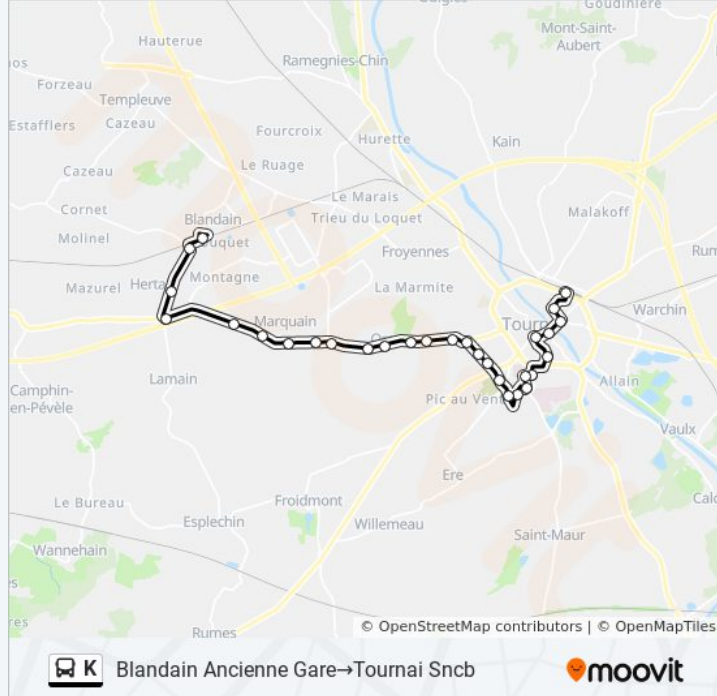 Goudinière
Mont-Saint-
Aubert
Hauterue
Ramegnies-Chin
Forzeau
Templeuve
Cazeau
Estafflers
Fourcroix
Hurette
Kain
Le Ruage
Cazeau
Le Marais
Cornet
Blandain
Trieu du Loquet
Malakoff
Molinel
Froyennes
Mazurel
Montagne
La Marmite
Marquain
Warchin
Lamain
Camphin-
en-Pévèle
Pic au Vent
Allain
Vaulx
Ere
Le Bureau
Froidmont
Esplechin
Willemeau
Saint-Maur
Wannehain
Rumes
© OpenStreetMap contributors | © OpenMapTiles
K Blandain Ancienne Gare→Tournai Sncb
moovit